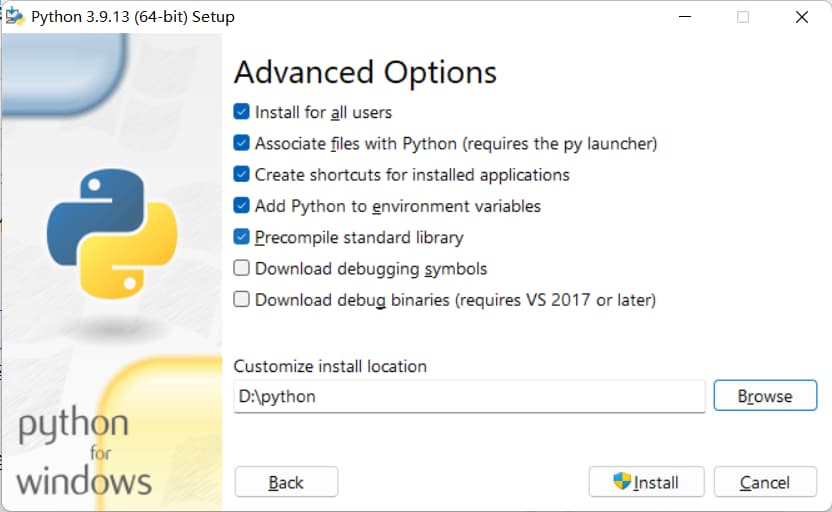 Python 3.9.13 (64-bit) Setup
Advanced Options
Install for all users
Associate files with Python (requires the py launcher)
Create shortcuts for installed applications
Add Python to environment variables
Precompile standard library
Download debugging symbols
Download debug binaries (requires VS 2017 or later)
Customize install location
D:\python
Browse
python
for
windows
Back
Install
Cancel